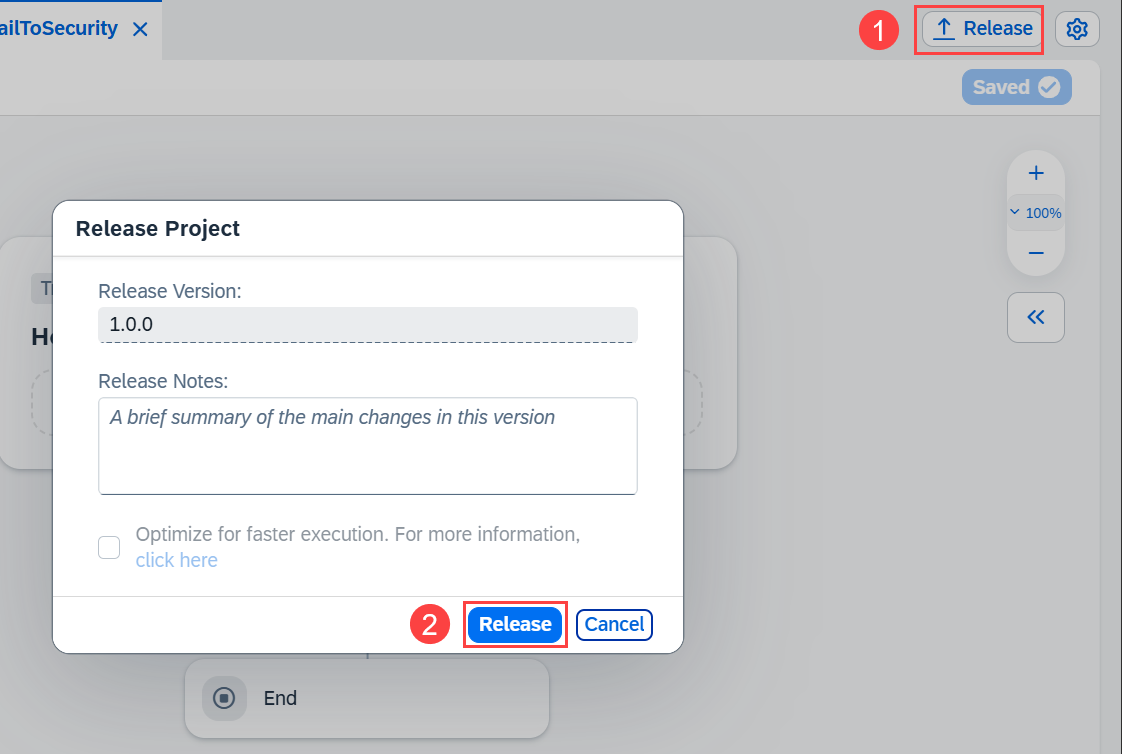 ailToSecurity
1 Release
Saved
100%
Release Project
Release Version:
1.0.0
Release Notes:
A brief summary of the main changes in this version
Optimize for faster execution. For more information,
click here
2 Release Cancel
End